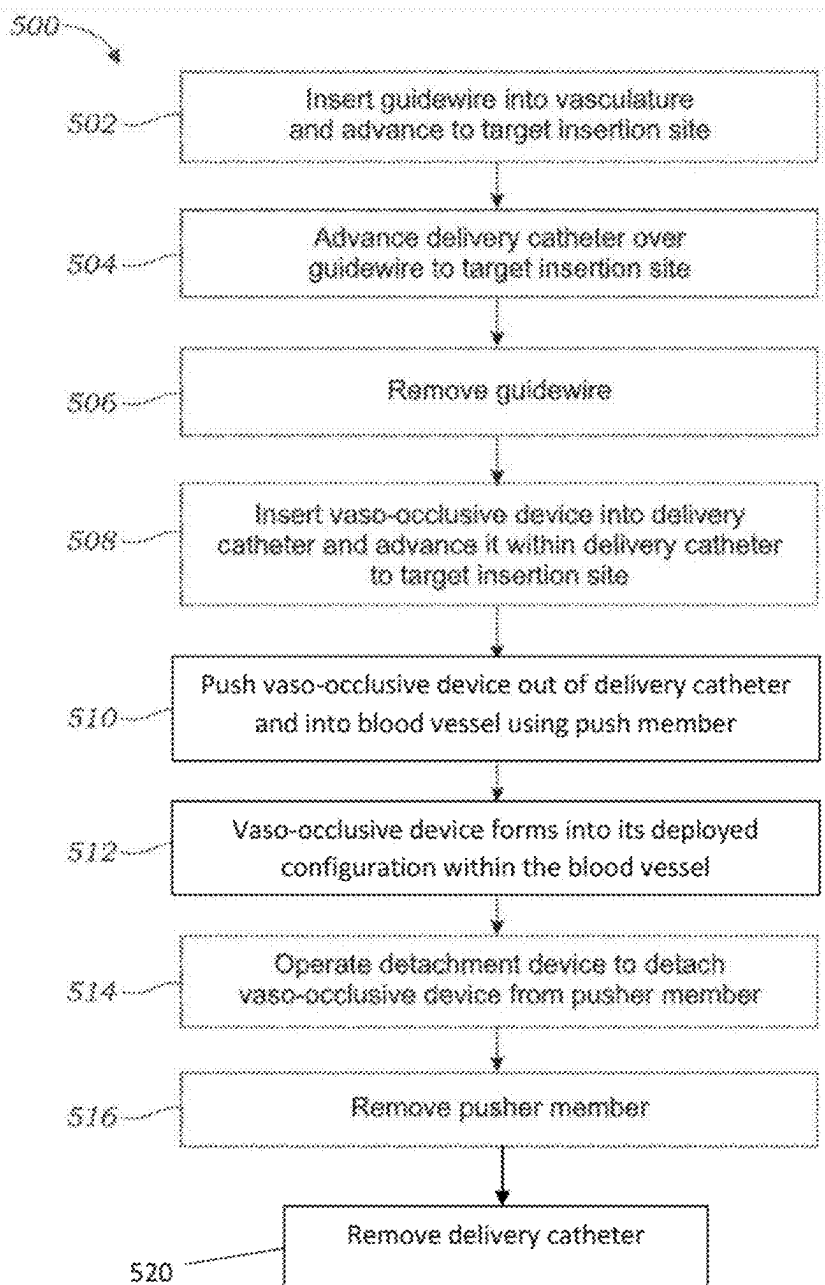 500
502
Insert guidewire into vasculature
and advance to target insertion site
504
Advance delivery catheter over
guidewire to target insertion site
506
Remove guidewire
508
Insert vaso-occlusive device into delivery
catheter and advance it within delivery catheter
to target insertion site
510
Push vaso-occlusive device out of delivery catheter
and into blood vessel using push member
512
Vaso-occlusive device forms into its deployed
configuration within the blood vessel
514
Operate detachment device to detach
vaso-occlusive device from pusher member
516
Remove pusher member
520
Remove delivery catheter